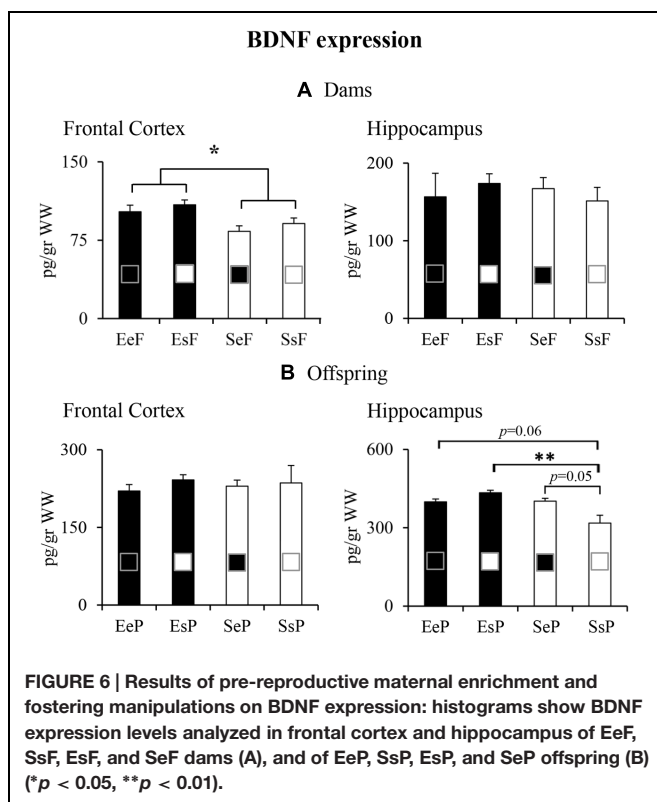 BDNF expression
A Dams
Frontal Cortex
150
75
0
pg/gr WW
*
EeF EsF SeF SsF
Hippocampus
200
150
0
pg/gr WW
EeF EsF SeF SsF
B Offspring
Frontal Cortex
300
150
0
pg/gr WW
EeP EsP SeP SsP
Hippocampus
600
300
0
pg/gr WW
p=0.06
**
p=0.05
EeP EsP SeP SsP
FIGURE 6 | Results of pre-reproductive maternal enrichment and
fostering manipulations on BDNF expression: histograms show BDNF
expression levels analyzed in frontal cortex and hippocampus of EeF,
SsF, EsF, and SeF dams (A), and of EeP, SsP, EsP, and SeP offspring (B)
(*p < 0.05, **p < 0.01).